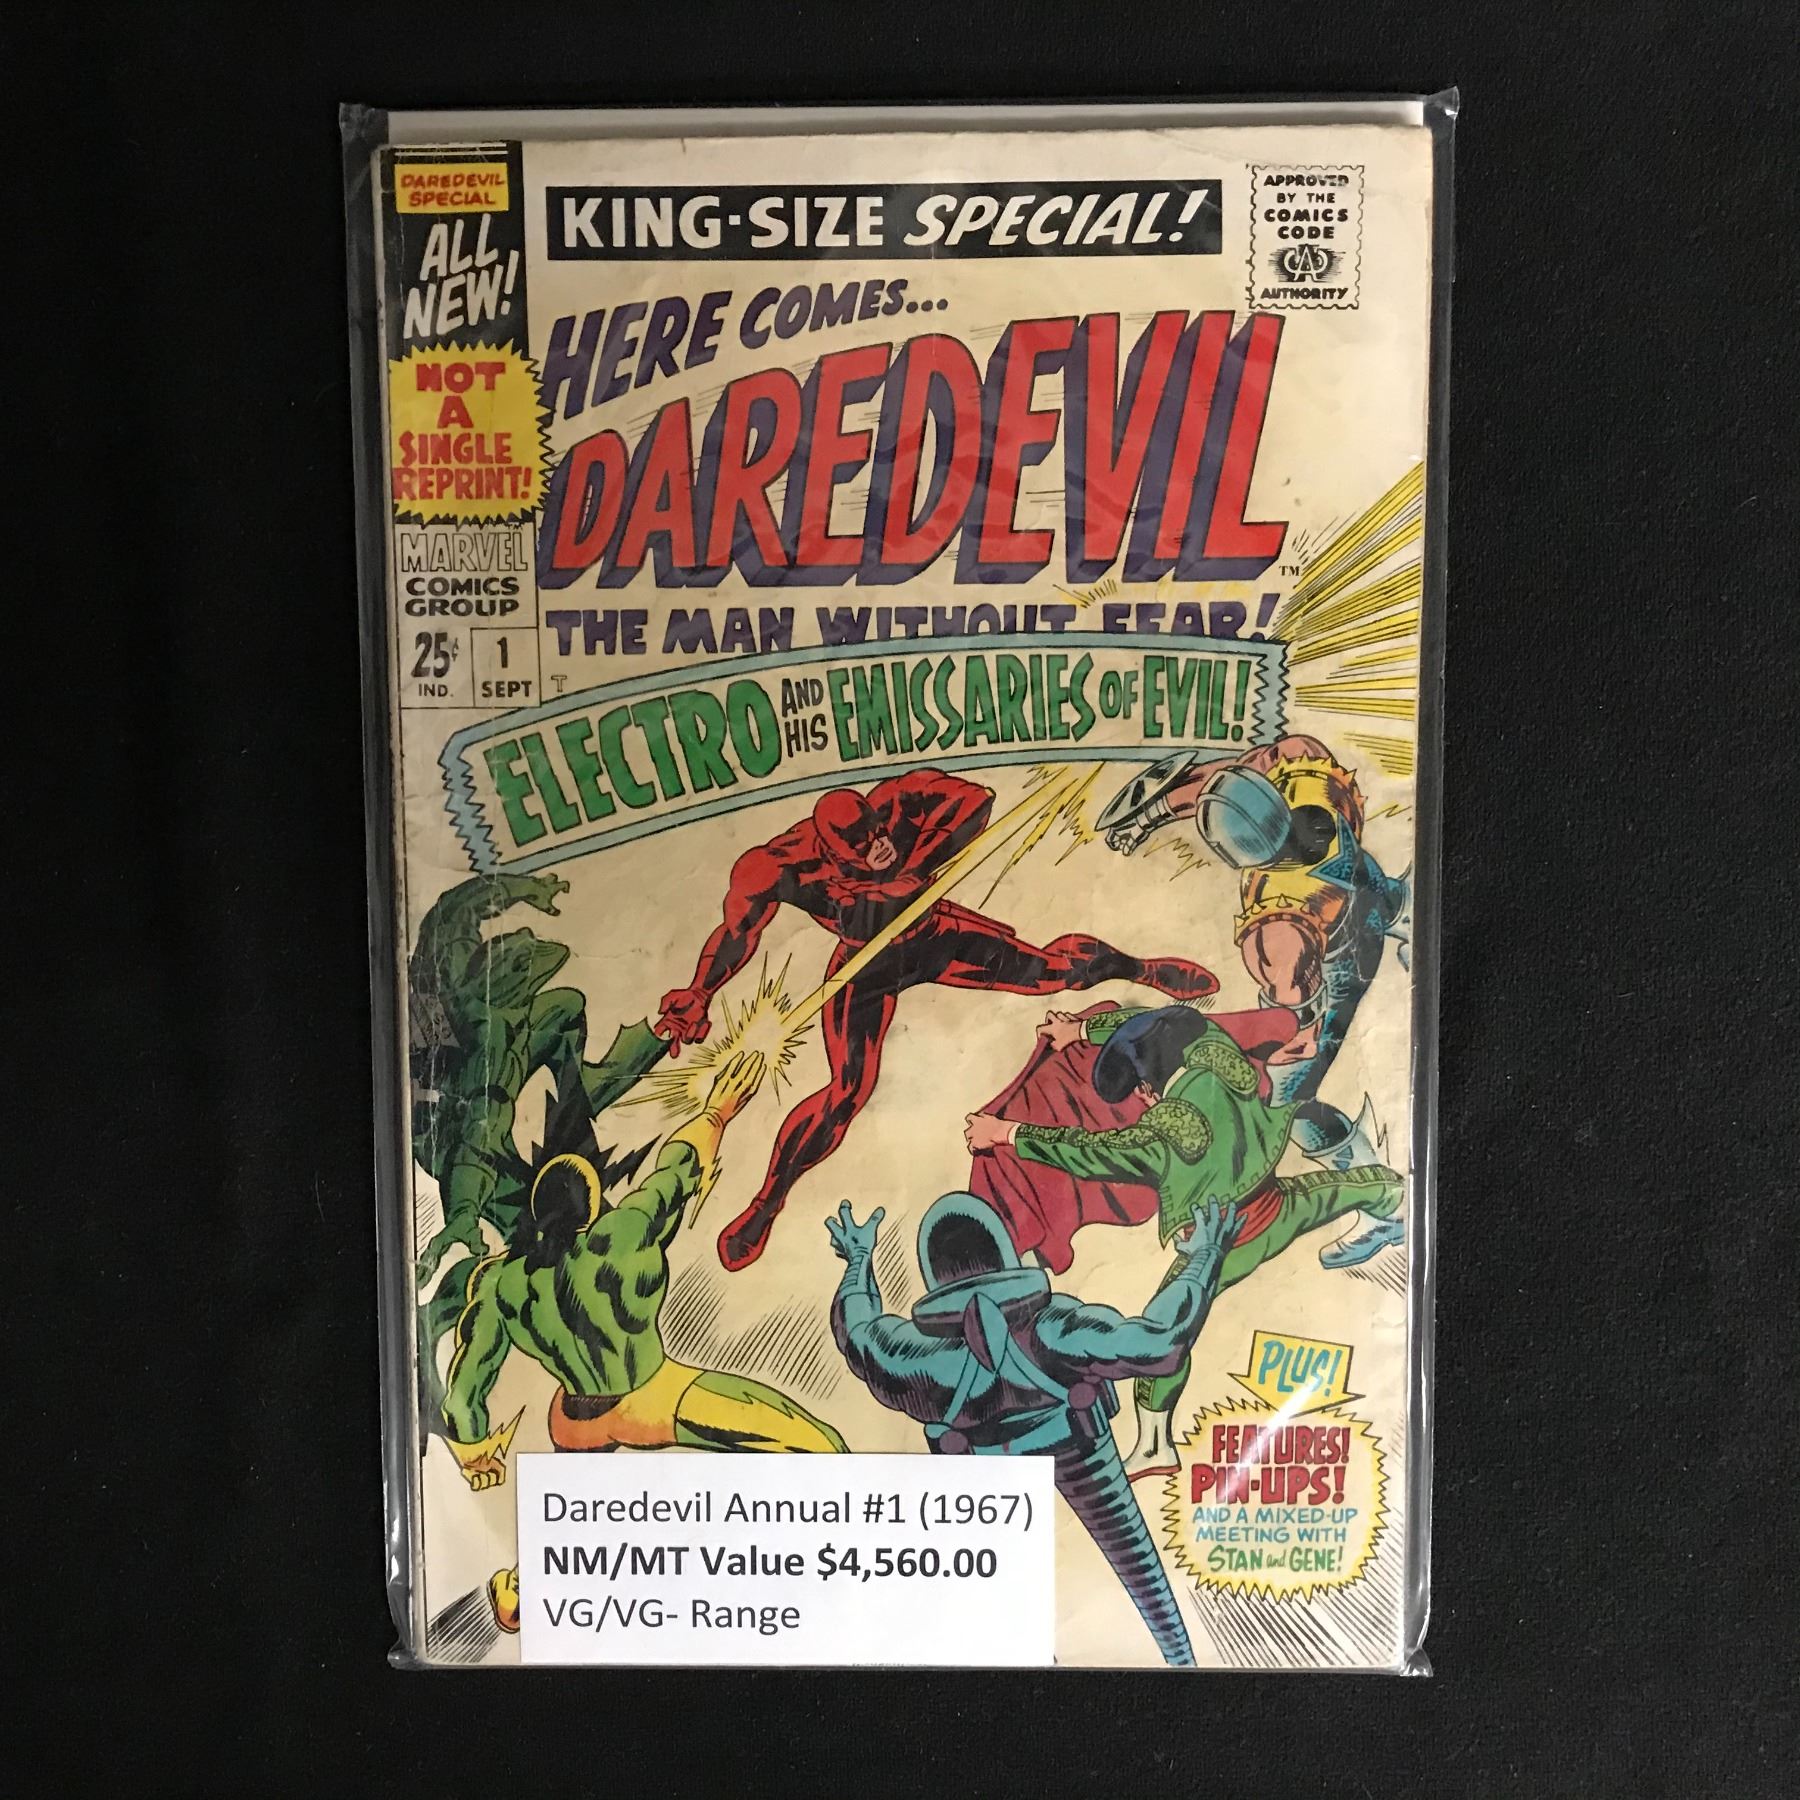 DAREDEVIL
SPECIAL
ALL
NEW!
NOT
A
SINGLE
REPRINT!
MARVEL
TM
COMICS
GROUP
25¢
IND.
1
SEPT
KING-SIZE SPECIAL!
APPROVED
BY THE
COMICS
CODE
CA
AUTHORITY
HERE COMES...
DAREDEVIL
TM
THE MAN WITHOUT FEAR!
T
ELECTRO AND HIS EMISSARIES OF EVIL!
PLUS!
FEATURES!
PIN-UPS!
AND A MIXED-UP
MEETING WITH
STAN and GENE!
Daredevil Annual #1 (1967)
NM/MT Value $4,560.00
VG/VG- Range